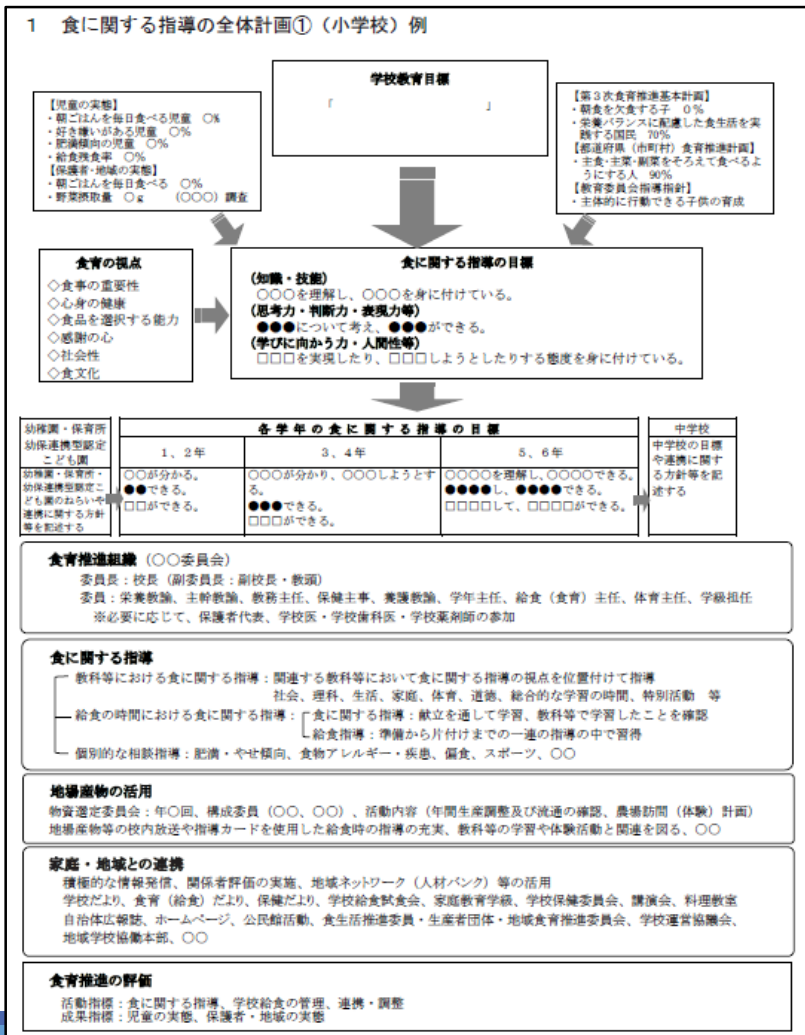 1 食に関する指導の全体計画①(小学校)例
学校教育目標
「 」
【児童の実態】
・朝ごはんを毎日食べる児童 ○%
・好き嫌いがある児童 ○%
・肥満傾向の児童 ○%
・給食残食率 ○%
【保護者・地域の実態】
・朝ごはんを毎日食べる ○%
・野菜摂取量 ○g (○○○)調査
【第3次食育推進基本計画】
・朝食を欠食する子 0%
・栄養バランスに配慮した食生活を実
践する国民 70%
【都道府県(市町村)食育推進計画】
・主食・主菜・副菜をそろえて食べるよ
うにする人 90%
【教育委員会指導指針】
・主体的に行動できる子供の育成
食育の視点
◇食事の重要性
◇心身の健康
◇食品を選択する能力
◇感謝の心
◇社会性
◇食文化
食に関する指導の目標
(知識・技能)
○○○を理解し、○○○を身に付けている。
(思考力・判断力・表現力等)
●●●について考え、●●●ができる。
(学びに向かう力・人間性等)
□□□を実現したり、□□□しようとしたりする態度を身に付けている。
幼稚園・保育所
幼保連携型認定
こども園
幼稚園・保育所・
幼保連携型認定こ
ども園のねらいや
連携に関する方針
等を記述する
各学年の食に関する指導の目標
1、2年
○○が分かる。
●●できる。
□□ができる。
3、4年
○○○が分かり、○○○しようとす
る。
●●●できる。
□□□ができる。
5、6年
○○○○を理解し、○○○○できる。
●●●●し、●●●●できる。
□□□□して、□□□□ができる。
中学校
中学校の目標
や連携に関す
る方針等を記
述する
食育推進組織(○○委員会)
委員長:校長(副委員長:副校長・教頭)
委員:栄養教諭、主幹教諭、教務主任、保健主事、養護教諭、学年主任、給食(食育)主任、体育主任、学級担任
※必要に応じて、保護者代表、学校医・学校歯科医・学校薬剤師の参加
食に関する指導
教科等における食に関する指導:関連する教科等において食に関する指導の視点を位置付けて指導
社会、理科、生活、家庭、体育、道徳、総合的な学習の時間、特別活動 等
給食の時間における食に関する指導:食に関する指導:献立を通して学習、教科等で学習したことを確認
給食指導:準備から片付けまでの一連の指導の中で習得
個別的な相談指導:肥満・やせ傾向、食物アレルギー・疾患、偏食、スポーツ、○○
地場産物の活用
物資選定委員会:年○回、構成委員(○○、○○)、活動内容(年間生産調整及び流通の確認、農場訪問(体験)計画)
地場産物等の校内放送や指導カードを使用した給食時の指導の充実、教科等の学習や体験活動と関連を図る、○○
家庭・地域との連携
積極的な情報発信、関係者評価の実施、地域ネットワーク(人材バンク)等の活用
学校だより、食育(給食)だより、保健だより、学校給食試食会、家庭教育学級、学校保健委員会、講演会、料理教室
自治体広報誌、ホームページ、公民館活動、食生活推進委員・生産者団体・地域食育推進委員会、学校運営協議会、
地域学校協働本部、○○
食育推進の評価
活動指標:食に関する指導、学校給食の管理、連携・調整
成果指標:児童の実態、保護者・地域の実態